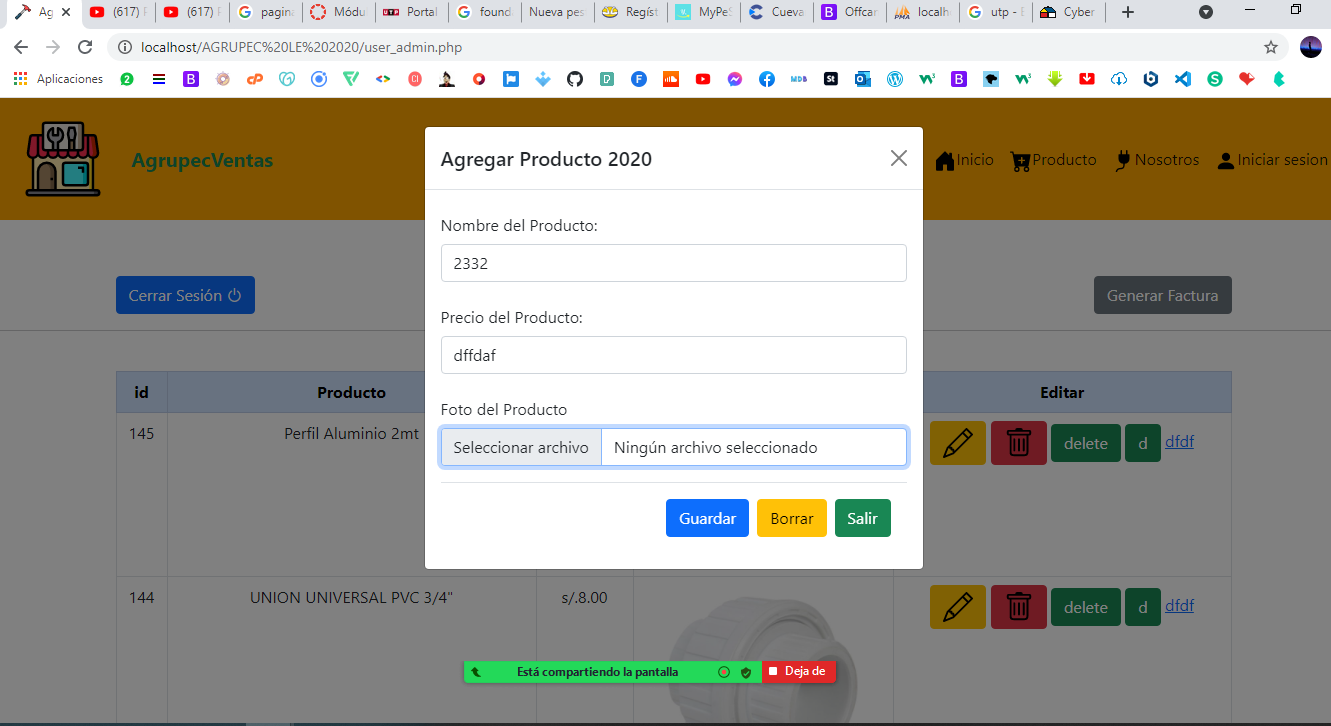 Ag
(617)
(617)
pagina
Módu
Portal
found
Nueva pes
Regíst
MyPeS
Cueva
Offcan
localh
utp -
Cyber
localhost/AGRUPEC%20LE%202020/user_admin.php
Aplicaciones
AgrupecVentas
Inicio
Producto
Nosotros
Iniciar sesion
Agregar Producto 2020
Nombre del Producto:
2332
Precio del Producto:
dffdaf
Foto del Producto
Seleccionar archivo Ningún archivo seleccionado
Guardar Borrar Salir
Cerrar Sesión
Generar Factura
id Producto Editar
145 Perfil Aluminio 2mt delete d dfdf
144 UNION UNIVERSAL PVC 3/4" s/.8.00 delete d dfdf
Está compartiendo la pantalla Deja de